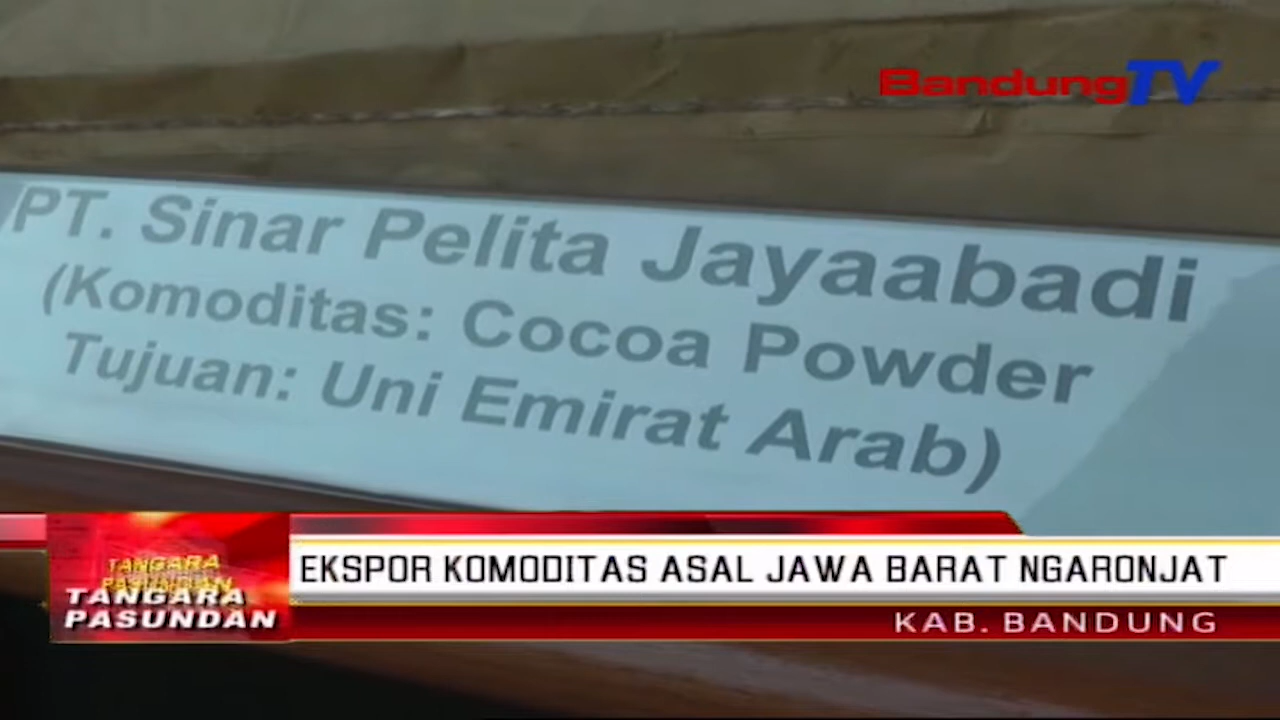 BandungTV
PT. Sinar Pelita Jayaabadi
(Komoditas: Cocoa Powder
Tujuan: Uni Emirat Arab)
TANGARA
PASUNDAN
TANGARA
PASUNDAN
EKSPOR KOMODITAS ASAL JAWA BARAT NGARONJAT
KAB. BANDUNG